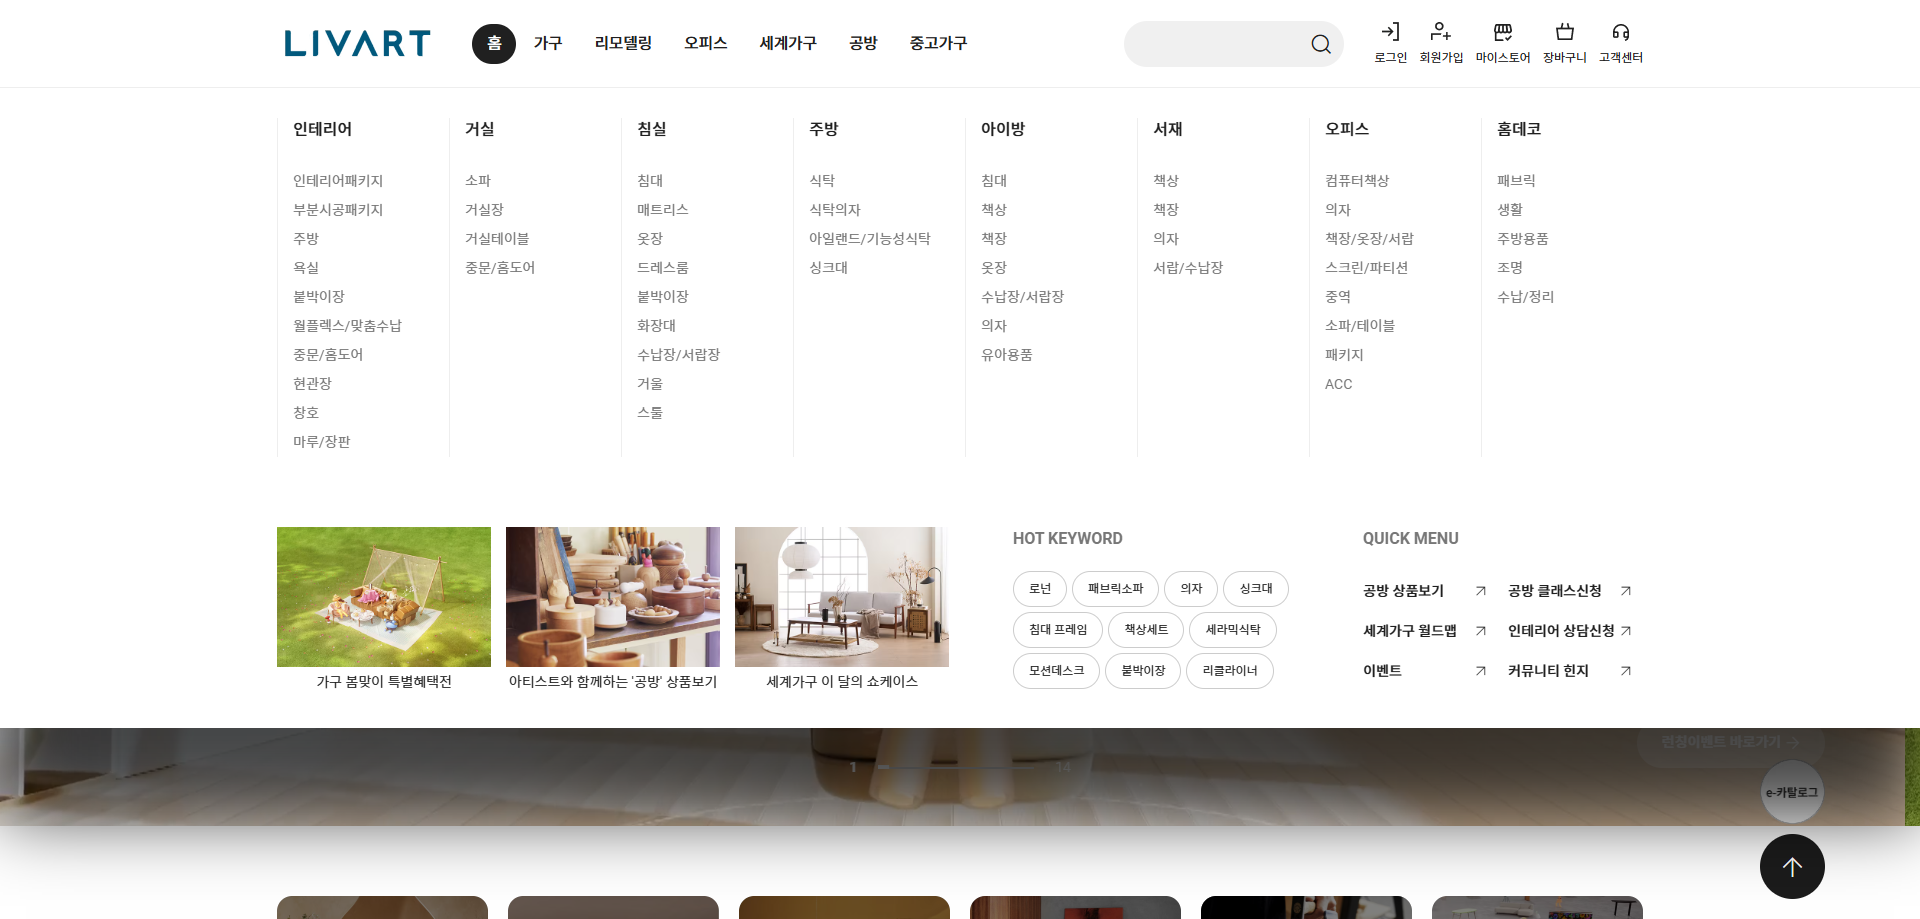 LIVART
홈 가구 리모델링 오피스 세계가구 공방 중고가구
로그인 회원가입 마이스토어 장바구니 고객센터
인테리어
인테리어패키지
부분시공패키지
주방
욕실
붙박이장
월플렉스/맞춤수납
중문/홈도어
현관장
창호
마루/장판
거실
소파
거실장
거실테이블
중문/홈도어
침실
침대
매트리스
옷장
드레스룸
붙박이장
화장대
수납장/서랍장
거울
스툴
주방
식탁
식탁의자
아일랜드/기능성식탁
싱크대
아이방
침대
책상
책장
옷장
수납장/서랍장
의자
유아용품
서재
책상
책장
의자
서랍/수납장
오피스
컴퓨터책상
의자
책장/옷장/서랍
스크린/파티션
중역
소파/테이블
패키지
ACC
홈데코
패브릭
생활
주방용품
조명
수납/정리
가구 봄맞이 특별혜택전
아티스트와 함께하는 '공방' 상품보기
세계가구 이 달의 쇼케이스
HOT KEYWORD
로넌 패브릭소파 의자 싱크대
침대 프레임 책상세트 세라믹식탁
모션데스크 붙박이장 리클라이너
QUICK MENU
공방 상품보기 공방 클래스신청
세계가구 월드맵 인테리어 상담신청
이벤트 커뮤니티 힌지
런칭이벤트 바로가기
1 14
e-카탈로그